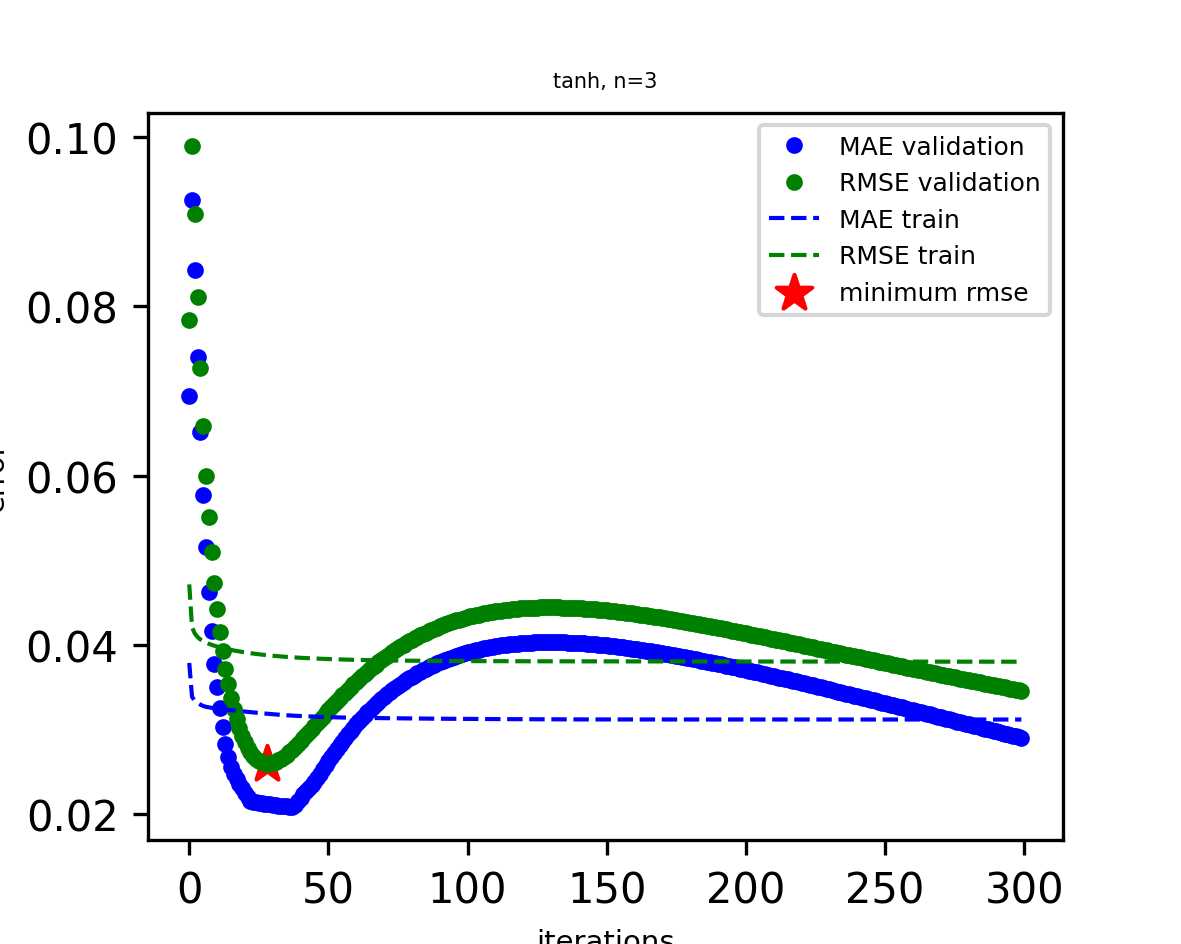 tanh, n=3
0.10
0.08
0.06
0.04
0.02
MAE validation
RMSE validation
MAE train
RMSE train
minimum rmse
0 50 100 150 200 250 300
iterations